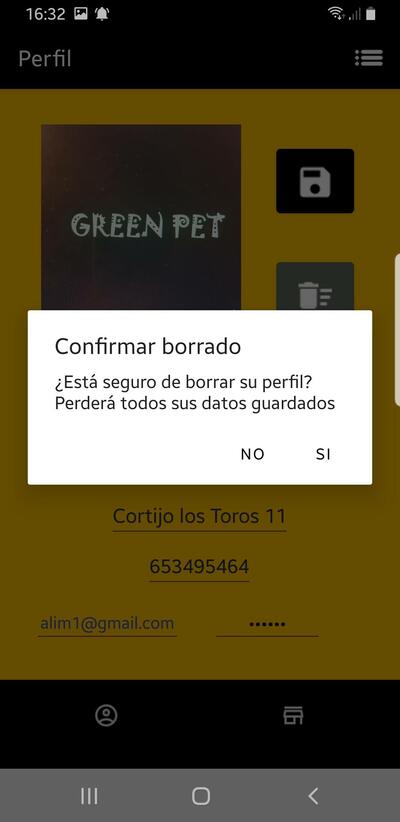 16:32
Perfil
GREEN PET
Confirmar borrado
¿Está seguro de borrar su perfil?
Perderá todos sus datos guardados
NO SI
Cortijo los Toros 11
653495464
alim1@gmail.com ••••••